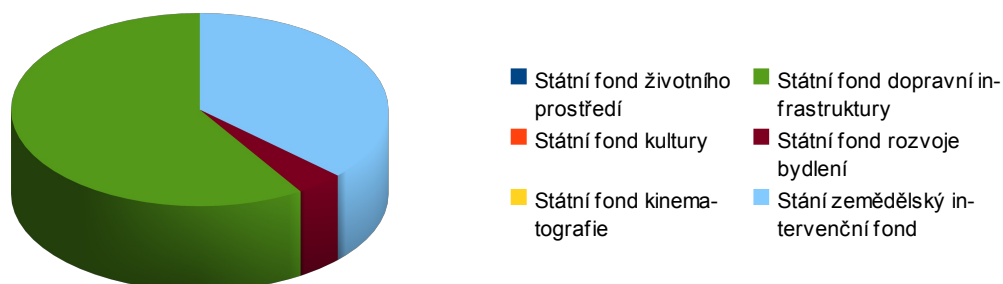 Státní fond životního
prostředí
Státní fond dopravní in-
frastruktury
Státní fond kultury
Státní fond rozvoje
bydlení
Státní fond kinema-
tografie
Stání zemědělský in-
tervenční fond